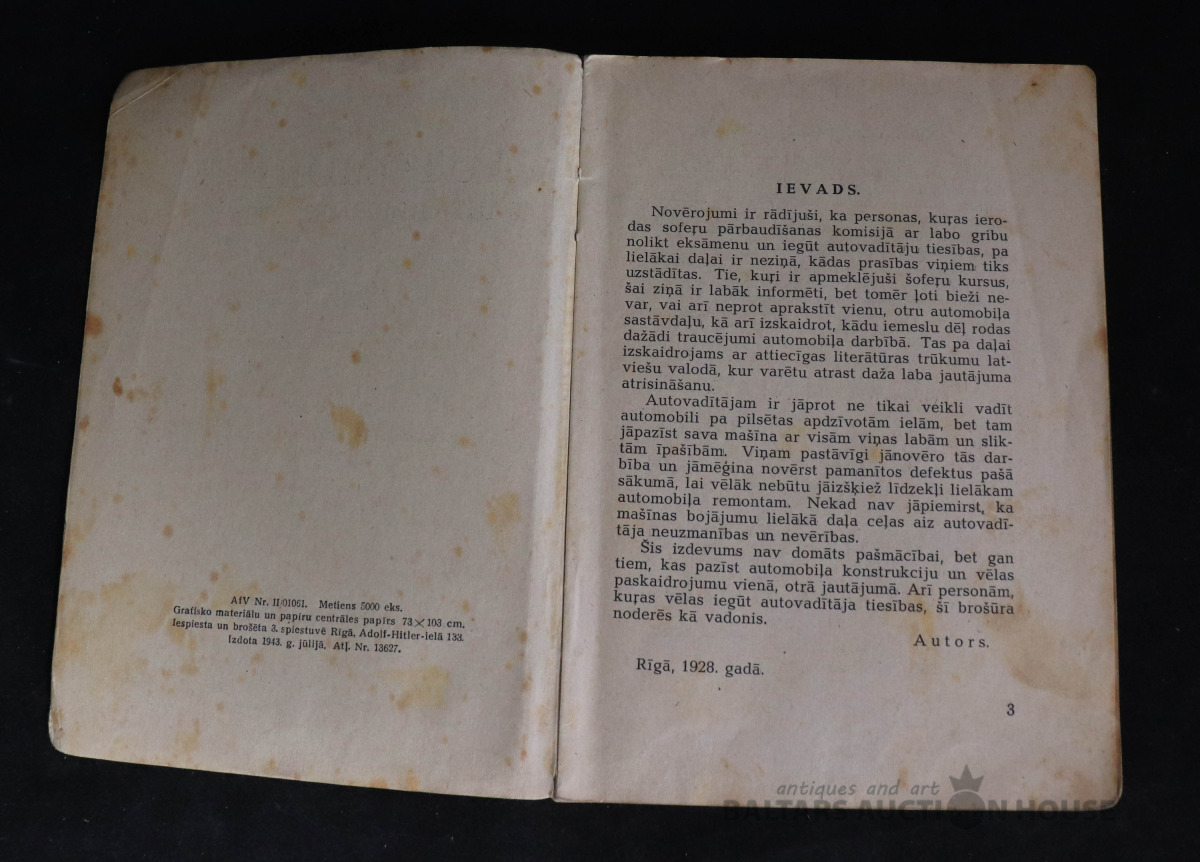 AfV Nr. II/01061. Metiens 5000 eks.
Grafisko materiālu un papīru centrāles papīrs 73×103 cm.
Iespiesta un brošēta 3. spiestuvē Rīgā, Adolf-Hitler-ielā 133.
Izdota 1943. g. jūlijā. Atļ. Nr. 13627.
IEVADS.
Novērojumi ir rādījuši, ka personas, kuŗas iero-
das soferu pārbaudīšanas komisijā ar labo gribu
nolikt eksāmenu un iegūt autovadītāju tiesības, pa
lielākai daļai ir neziņā, kādas prasības viņiem tiks
uzstādītas. Tie, kuŗi ir apmeklējuši šoferu kursus,
šai ziņā ir labāk informēti, bet tomēr ļoti bieži ne-
var, vai arī neprot aprakstīt vienu, otru automobiļa
sastāvdaļu, kā arī izskaidrot, kādu iemeslu dēļ rodas
dažādi traucējumi automobiļa darbībā. Tas pa daļai
izskaidrojams ar attiecīgas literātūras trūkumu lat-
viešu valodā, kur varētu atrast daža laba jautājuma
atrisināšanu.
Autovadītājam ir jāprot ne tikai veikli vadīt
automobili pa pilsētas apdzīvotām ielām, bet tam
jāpazīst sava mašīna ar visām viņas labām un slik-
tām īpašībām. Viņam pastāvīgi jānovēro tās dar-
bība un jāmēģina novērst pamanītos defektus pašā
sākumā, lai vēlāk nebūtu jāizšķiež līdzekļi lielākam
automobiļa remontam. Nekad nav jāpiemirst, ka
mašīnas bojājumu lielākā daļa ceļas aiz autovadī-
tāja neuzmanības un nevērības.
Šis izdevums nav domāts pašmācībai, bet gan
tiem, kas pazīst automobiļa konstrukciju un vēlas
paskaidrojumu vienā, otrā jautājumā. Arī personām,
kuŗas vēlas iegūt autovadītāja tiesības, šī brošūra
noderēs kā vadonis.
Autors.
Rīgā, 1928. gadā.
3
antiques and art
BALTARS AUCTION HOUSE